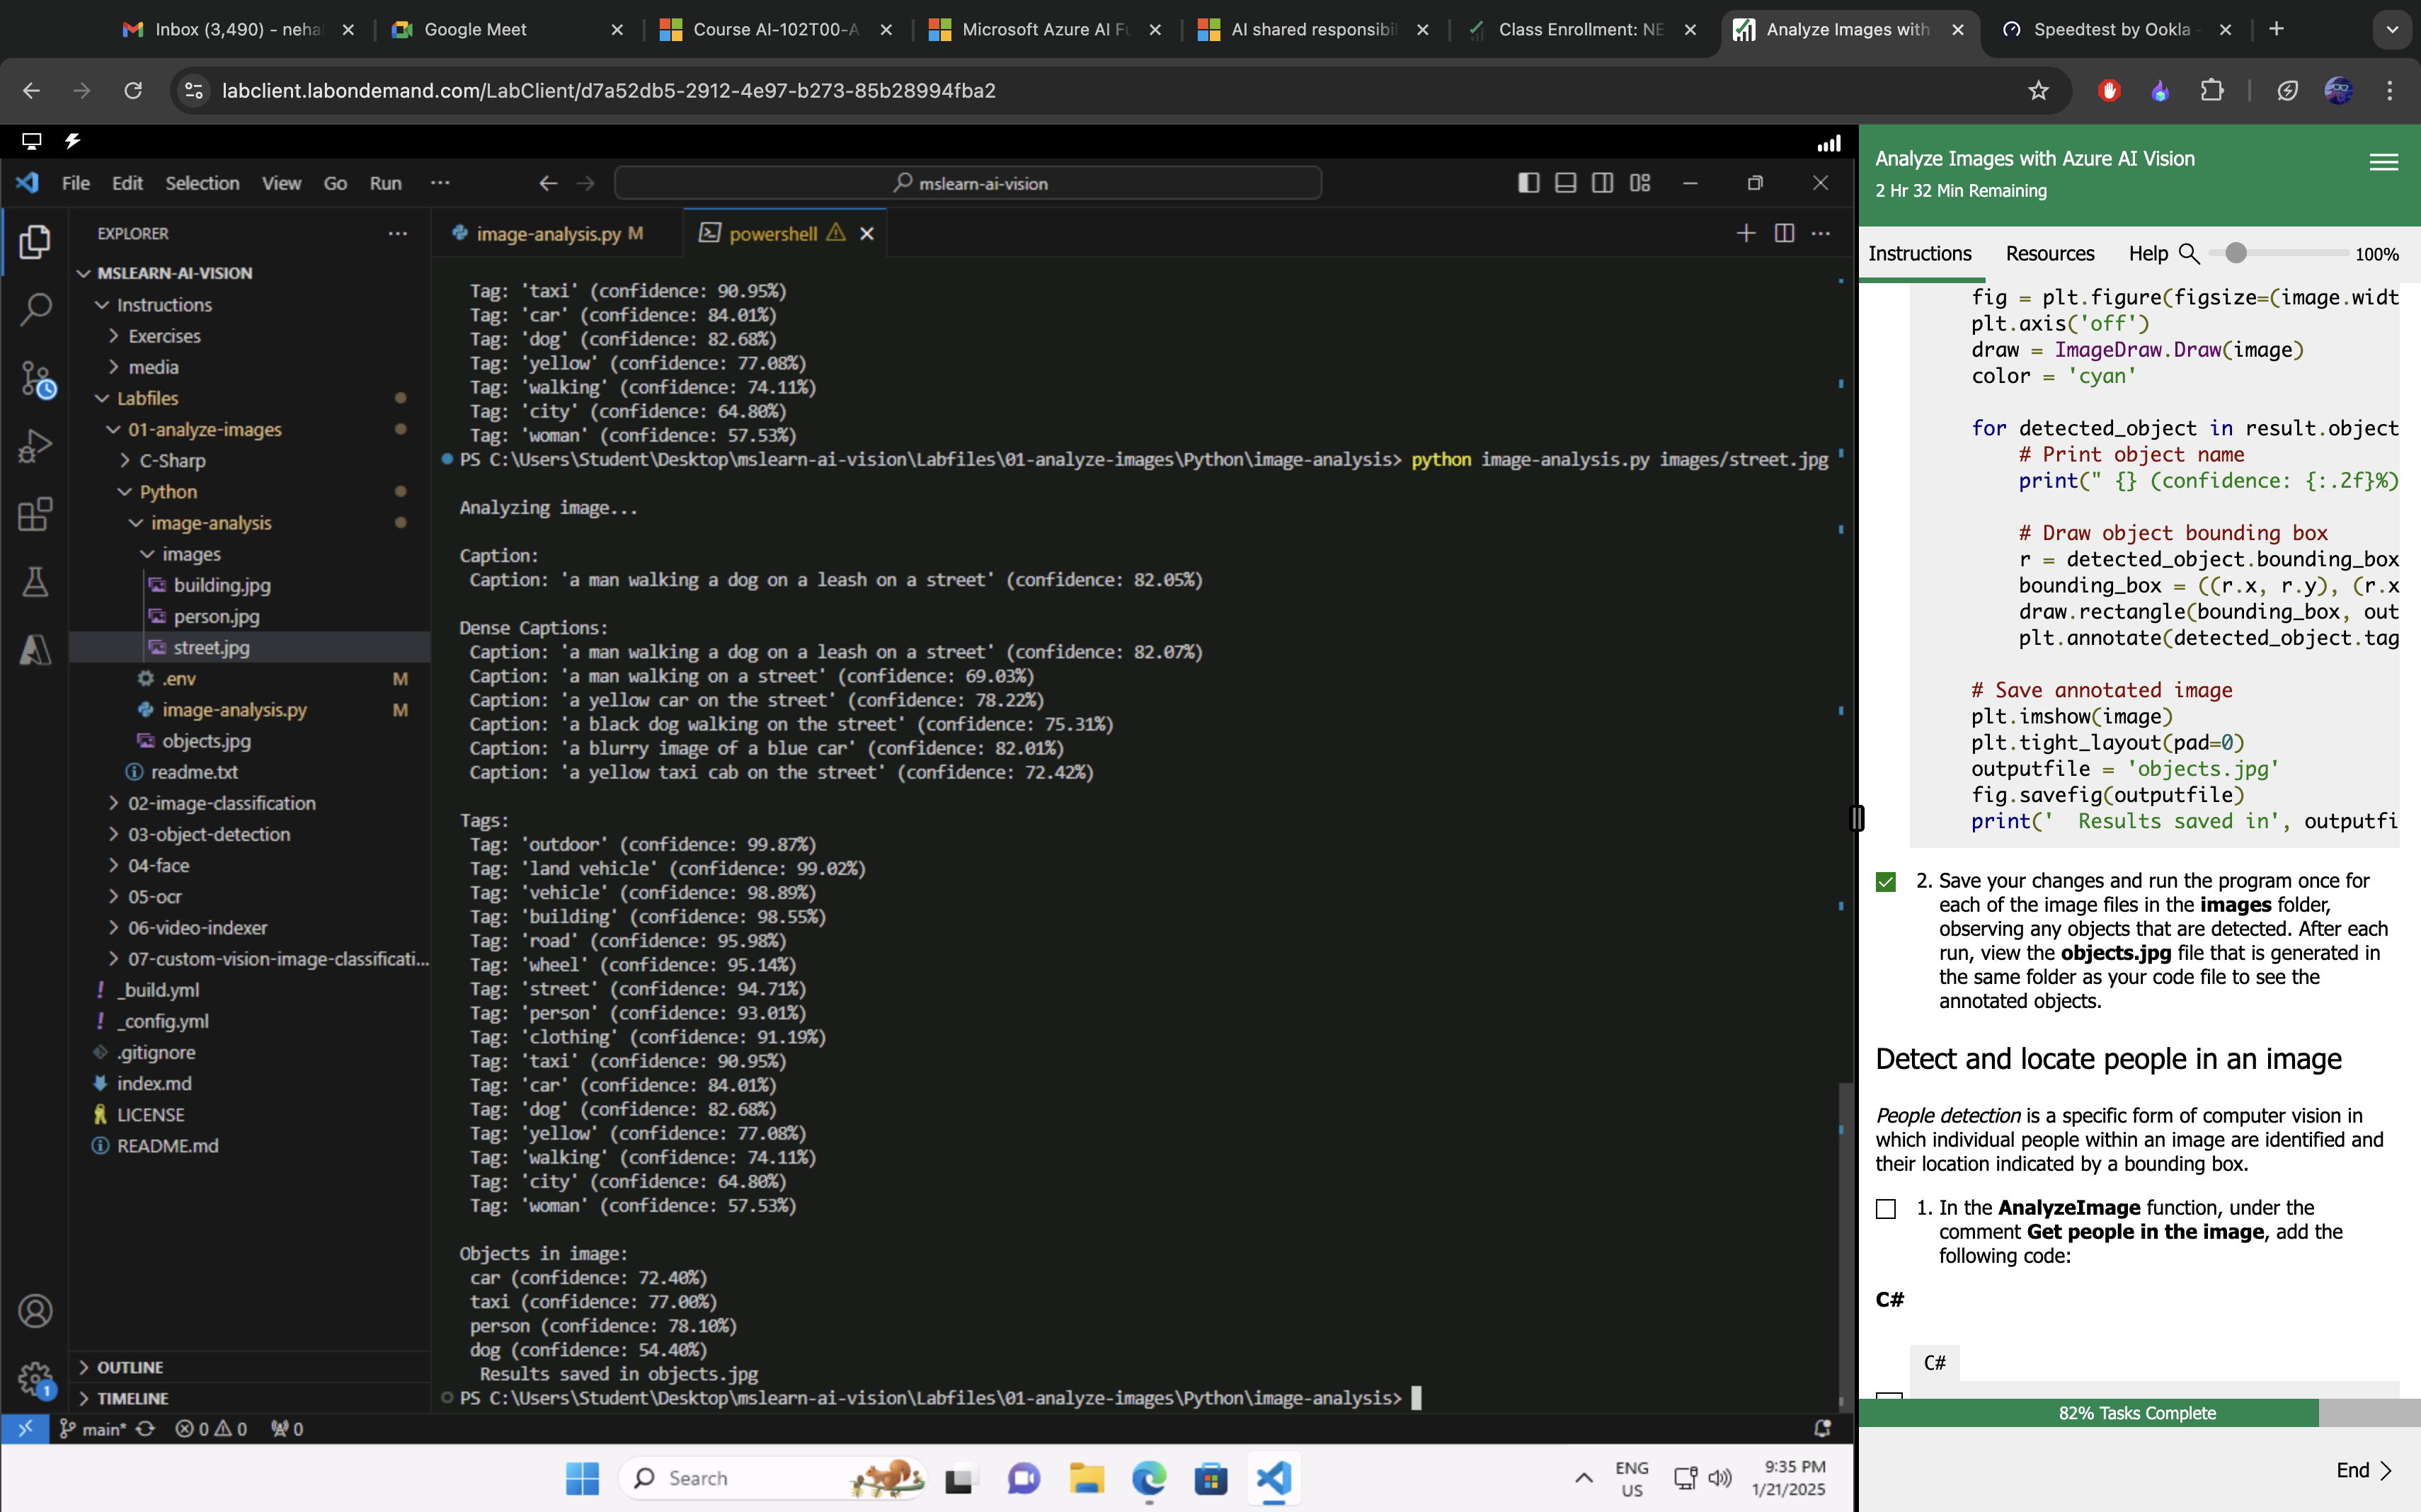 Inbox (3,490) - neha
Google Meet
Course AI-102T00-A
Microsoft Azure AI Fu
AI shared responsibil
Class Enrollment: NE
Analyze Images with
Speedtest by Ookla -
labclient.labondemand.com/LabClient/d7a52db5-2912-4e97-b273-85b28994fba2
File Edit Selection View Go Run ···
mslearn-ai-vision
EXPLORER
MSLEARN-AI-VISION
Instructions
Exercises
media
Labfiles
01-analyze-images
C-Sharp
Python
image-analysis
images
building.jpg
person.jpg
street.jpg
.env M
image-analysis.py M
objects.jpg
readme.txt
02-image-classification
03-object-detection
04-face
05-ocr
06-video-indexer
07-custom-vision-image-classificati...
_build.yml
_config.yml
.gitignore
index.md
LICENSE
README.md
OUTLINE
TIMELINE
1
main* 0 0 0
image-analysis.py M
powershell
Tag: 'taxi' (confidence: 90.95%)
Tag: 'car' (confidence: 84.01%)
Tag: 'dog' (confidence: 82.68%)
Tag: 'yellow' (confidence: 77.08%)
Tag: 'walking' (confidence: 74.11%)
Tag: 'city' (confidence: 64.80%)
Tag: 'woman' (confidence: 57.53%)
PS C:\Users\Student\Desktop\mslearn-ai-vision\Labfiles\01-analyze-images\Python\image-analysis> python image-analysis.py images/street.jpg
Analyzing image...
Caption:
Caption: 'a man walking a dog on a leash on a street' (confidence: 82.05%)
Dense Captions:
Caption: 'a man walking a dog on a leash on a street' (confidence: 82.07%)
Caption: 'a man walking on a street' (confidence: 69.03%)
Caption: 'a yellow car on the street' (confidence: 78.22%)
Caption: 'a black dog walking on the street' (confidence: 75.31%)
Caption: 'a blurry image of a blue car' (confidence: 82.01%)
Caption: 'a yellow taxi cab on the street' (confidence: 72.42%)
Tags:
Tag: 'outdoor' (confidence: 99.87%)
Tag: 'land vehicle' (confidence: 99.02%)
Tag: 'vehicle' (confidence: 98.89%)
Tag: 'building' (confidence: 98.55%)
Tag: 'road' (confidence: 95.98%)
Tag: 'wheel' (confidence: 95.14%)
Tag: 'street' (confidence: 94.71%)
Tag: 'person' (confidence: 93.01%)
Tag: 'clothing' (confidence: 91.19%)
Tag: 'taxi' (confidence: 90.95%)
Tag: 'car' (confidence: 84.01%)
Tag: 'dog' (confidence: 82.68%)
Tag: 'yellow' (confidence: 77.08%)
Tag: 'walking' (confidence: 74.11%)
Tag: 'city' (confidence: 64.80%)
Tag: 'woman' (confidence: 57.53%)
Objects in image:
car (confidence: 72.40%)
taxi (confidence: 77.00%)
person (confidence: 78.10%)
dog (confidence: 54.40%)
Results saved in objects.jpg
PS C:\Users\Student\Desktop\mslearn-ai-vision\Labfiles\01-analyze-images\Python\image-analysis>
Search
ENG
US
9:35 PM
1/21/2025
Analyze Images with Azure AI Vision
2 Hr 32 Min Remaining
Instructions Resources Help 100%
fig = plt.figure(figsize=(image.widt
plt.axis('off')
draw = ImageDraw.Draw(image)
color = 'cyan'
for detected_object in result.object
# Print object name
print(" {} (confidence: {:.2f}%)
# Draw object bounding box
r = detected_object.bounding_box
bounding_box = ((r.x, r.y), (r.x
draw.rectangle(bounding_box, out
plt.annotate(detected_object.tag
# Save annotated image
plt.imshow(image)
plt.tight_layout(pad=0)
outputfile = 'objects.jpg'
fig.savefig(outputfile)
print('  Results saved in', outputfi
2. Save your changes and run the program once for
each of the image files in the images folder,
observing any objects that are detected. After each
run, view the objects.jpg file that is generated in
the same folder as your code file to see the
annotated objects.
Detect and locate people in an image
People detection is a specific form of computer vision in
which individual people within an image are identified and
their location indicated by a bounding box.
1. In the AnalyzeImage function, under the
comment Get people in the image, add the
following code:
C#
C#
82% Tasks Complete
End